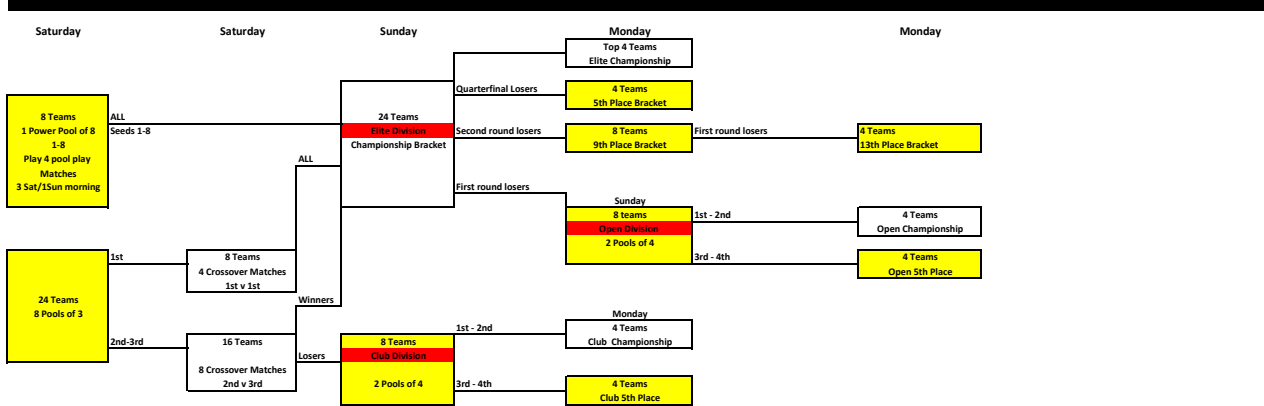 Saturday
Saturday
Sunday
Monday
Monday
Top 4 Teams
Elite Championship
Quarterfinal Losers
4 Teams
5th Place Bracket
8 Teams
1 Power Pool of 8
1-8
Play 4 pool play
Matches
3 Sat/1Sun morning
ALL
Seeds 1-8
24 Teams
Elite Division
Championship Bracket
Second round losers
8 Teams
9th Place Bracket
First round losers
4 Teams
13th Place Bracket
ALL
First round losers
Sunday
8 teams
Open Division
2 Pools of 4
1st - 2nd
4 Teams
Open Championship
3rd - 4th
4 Teams
Open 5th Place
24 Teams
8 Pools of 3
1st
8 Teams
4 Crossover Matches
1st v 1st
Winners
2nd-3rd
16 Teams
8 Crossover Matches
2nd v 3rd
Losers
8 Teams
Club Division
2 Pools of 4
1st - 2nd
Monday
4 Teams
Club  Championship
3rd - 4th
4 Teams
Club 5th Place